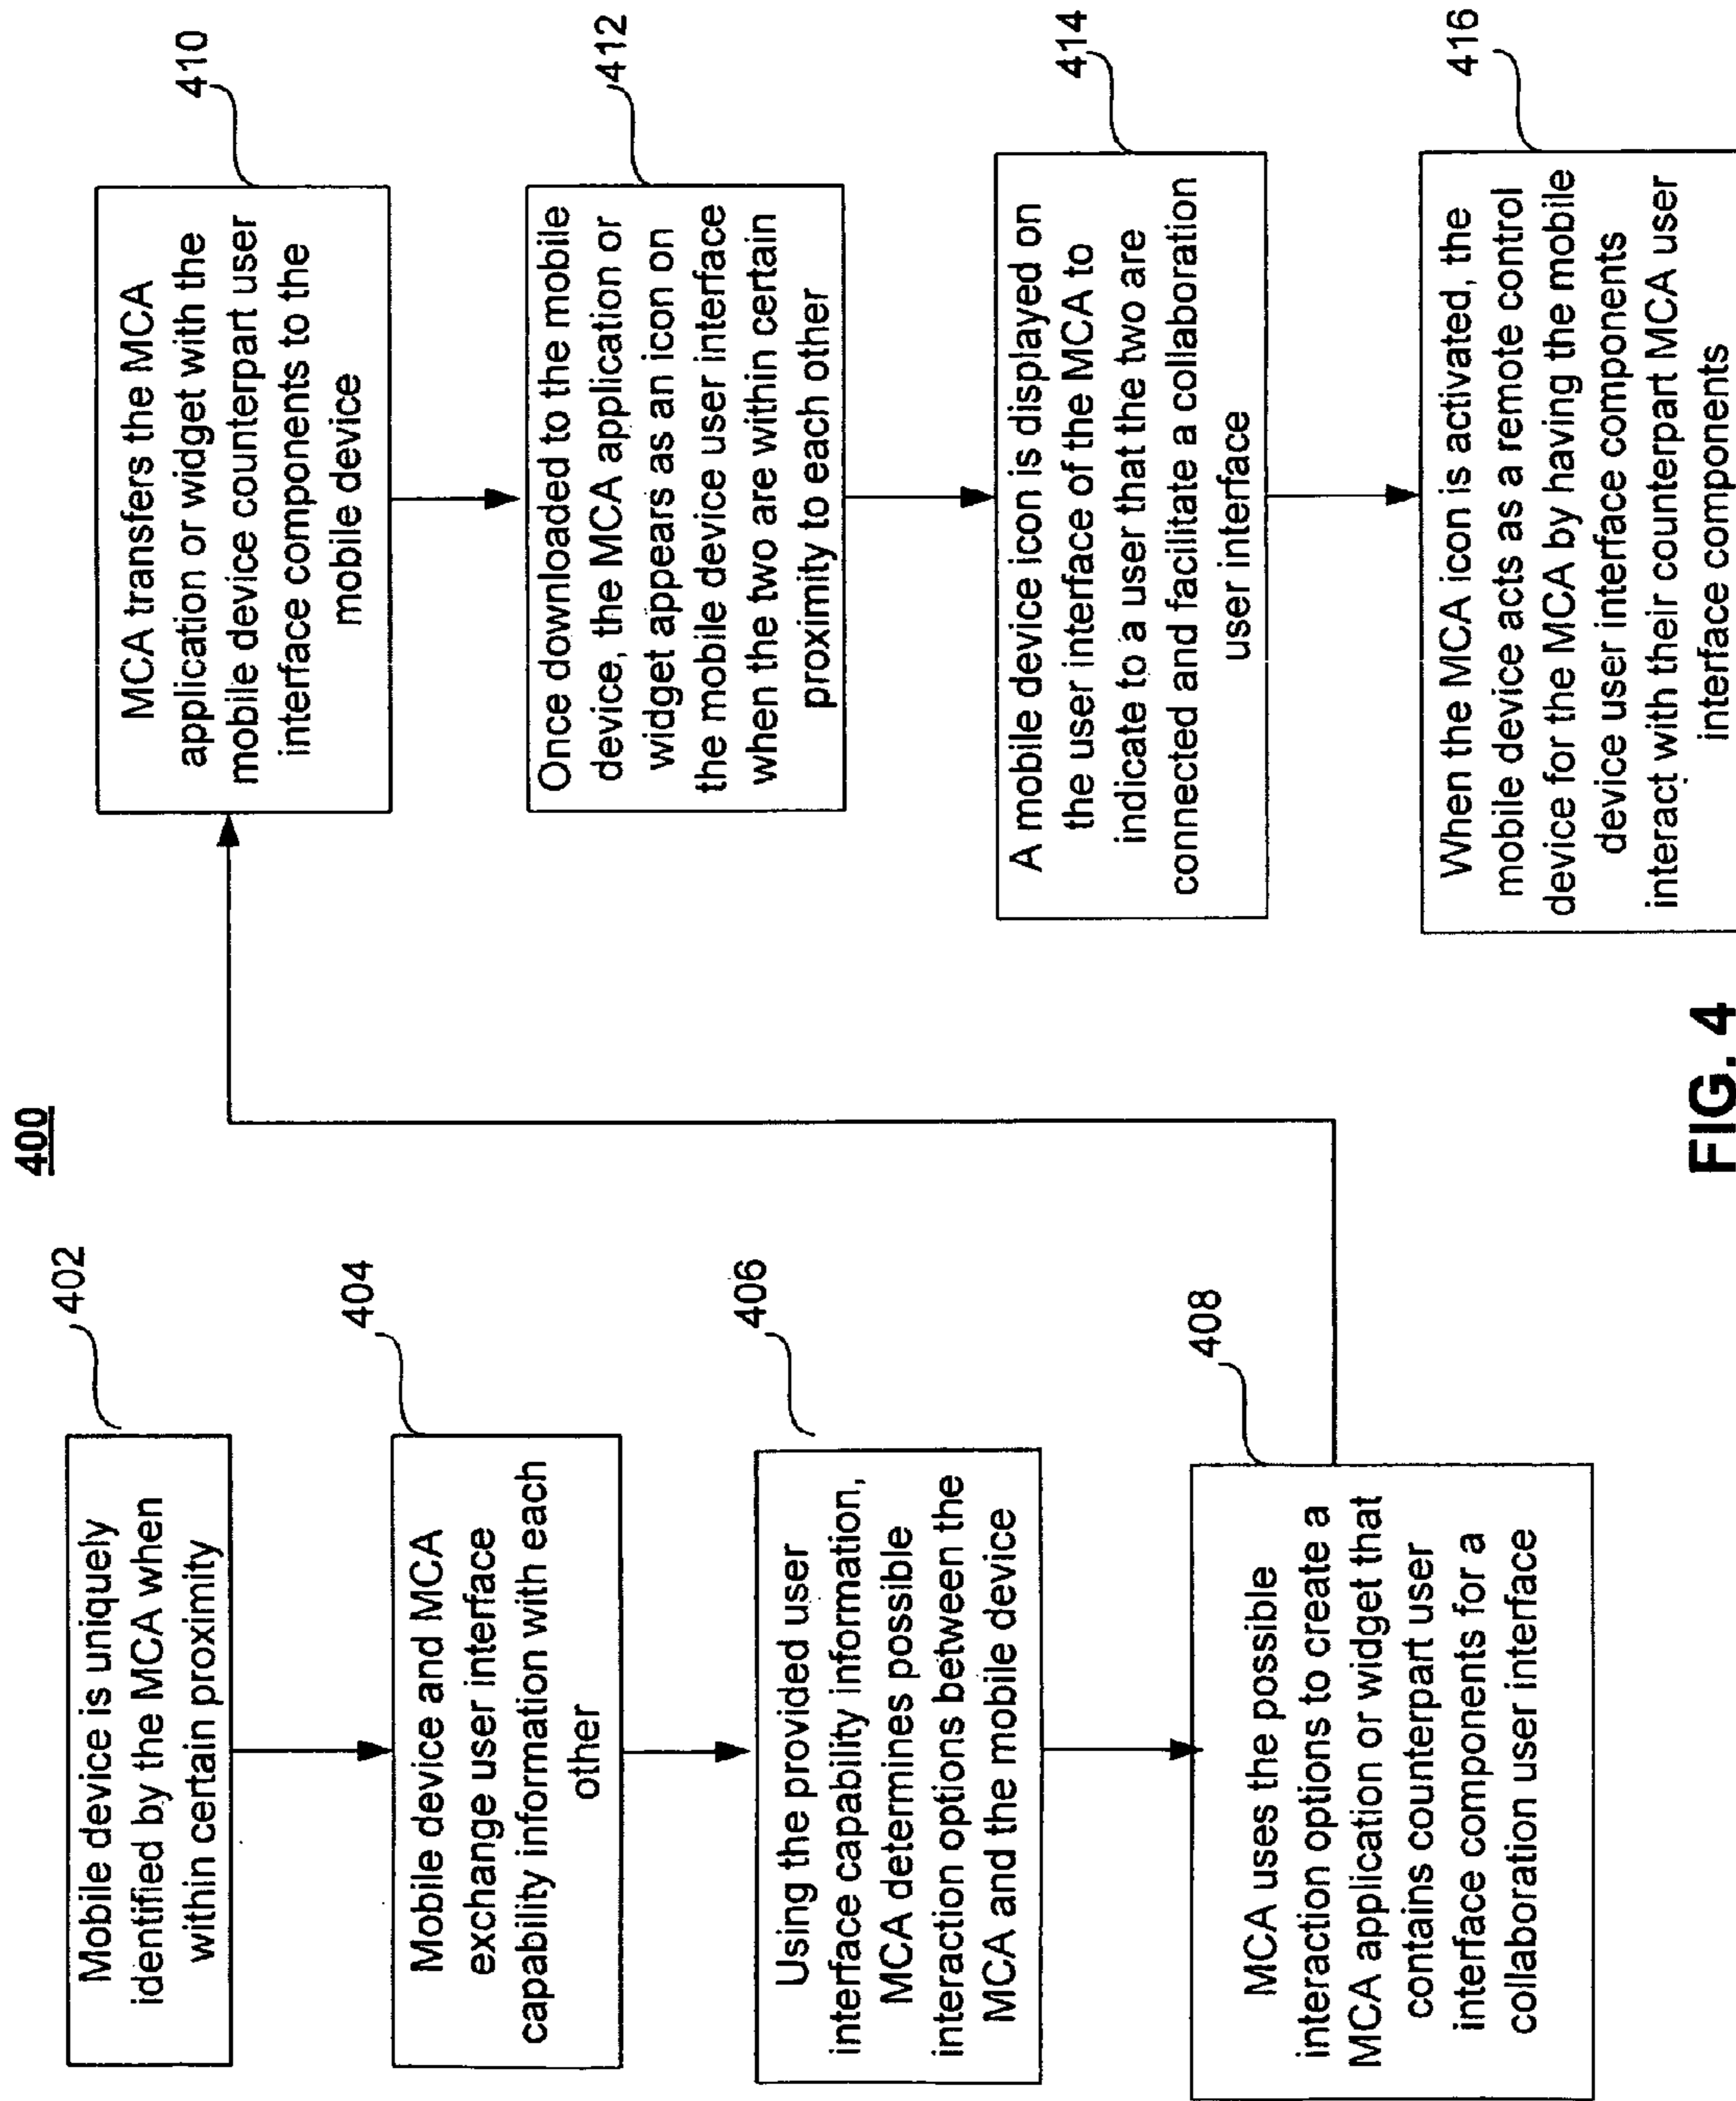 400
402
Mobile device is uniquely
identified by the MCA when
within certain proximity
404
Mobile device and MCA
exchange user interface
capability information with each
other
406
Using the provided user
interface capability information,
MCA determines possible
interaction options between the
MCA and the mobile device
408
MCA uses the possible
interaction options to create a
MCA application or widget that
contains counterpart user
interface components for a
collaboration user interface
410
MCA transfers the MCA
application or widget with the
mobile device counterpart user
interface components to the
mobile device
412
Once downloaded to the mobile
device, the MCA application or
widget appears as an icon on
the mobile device user interface
when the two are within certain
proximity to each other
414
A mobile device icon is displayed on
the user interface of the MCA to
indicate to a user that the two are
connected and facilitate a collaboration
user interface
416
When the MCA icon is activated, the
mobile device acts as a remote control
device for the MCA by having the mobile
device user interface components
interact with their counterpart MCA user
interface components
FIG. 4